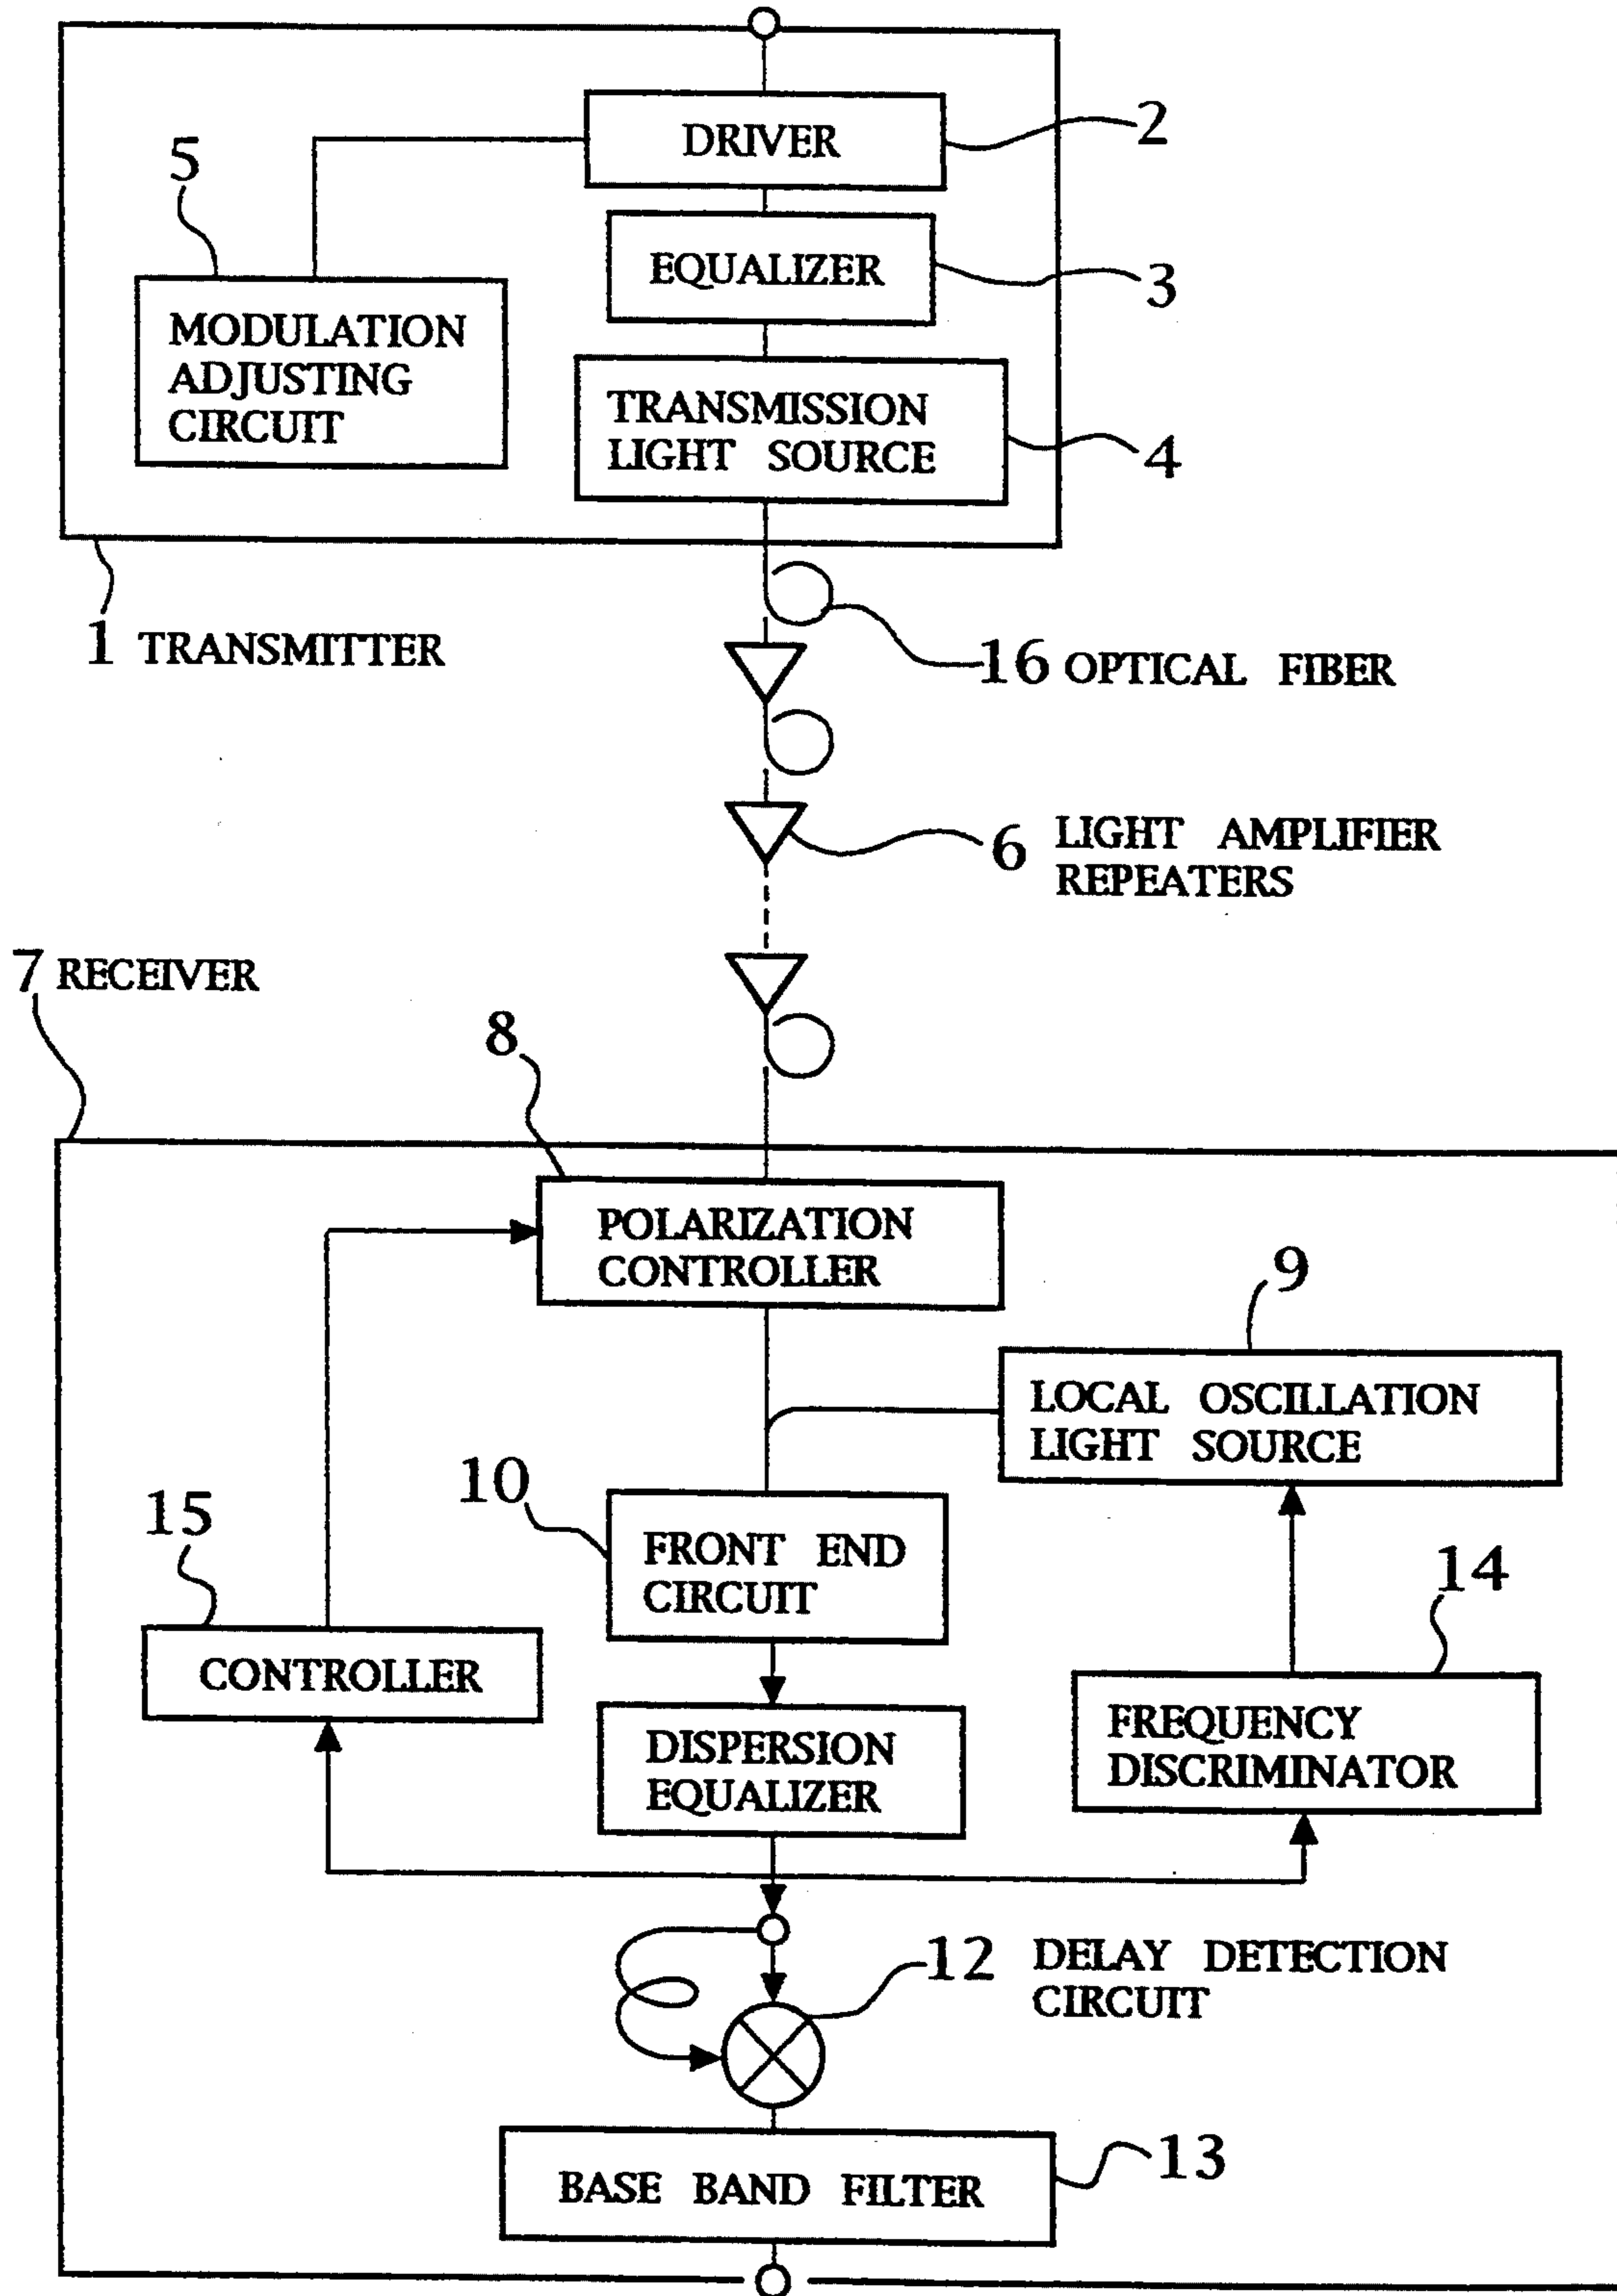 DRIVER
2
5
EQUALIZER
3
MODULATION
ADJUSTING
CIRCUIT
TRANSMISSION
LIGHT SOURCE
4
1 TRANSMITTER
16 OPTICAL FIBER
6 LIGHT AMPLIFIER
REPEATERS
7 RECEIVER
8
POLARIZATION
CONTROLLER
9
LOCAL OSCILLATION
LIGHT SOURCE
10
15
FRONT END
CIRCUIT
14
CONTROLLER
FREQUENCY
DISCRIMINATOR
DISPERSION
EQUALIZER
12 DELAY DETECTION
CIRCUIT
13
BASE BAND FILTER